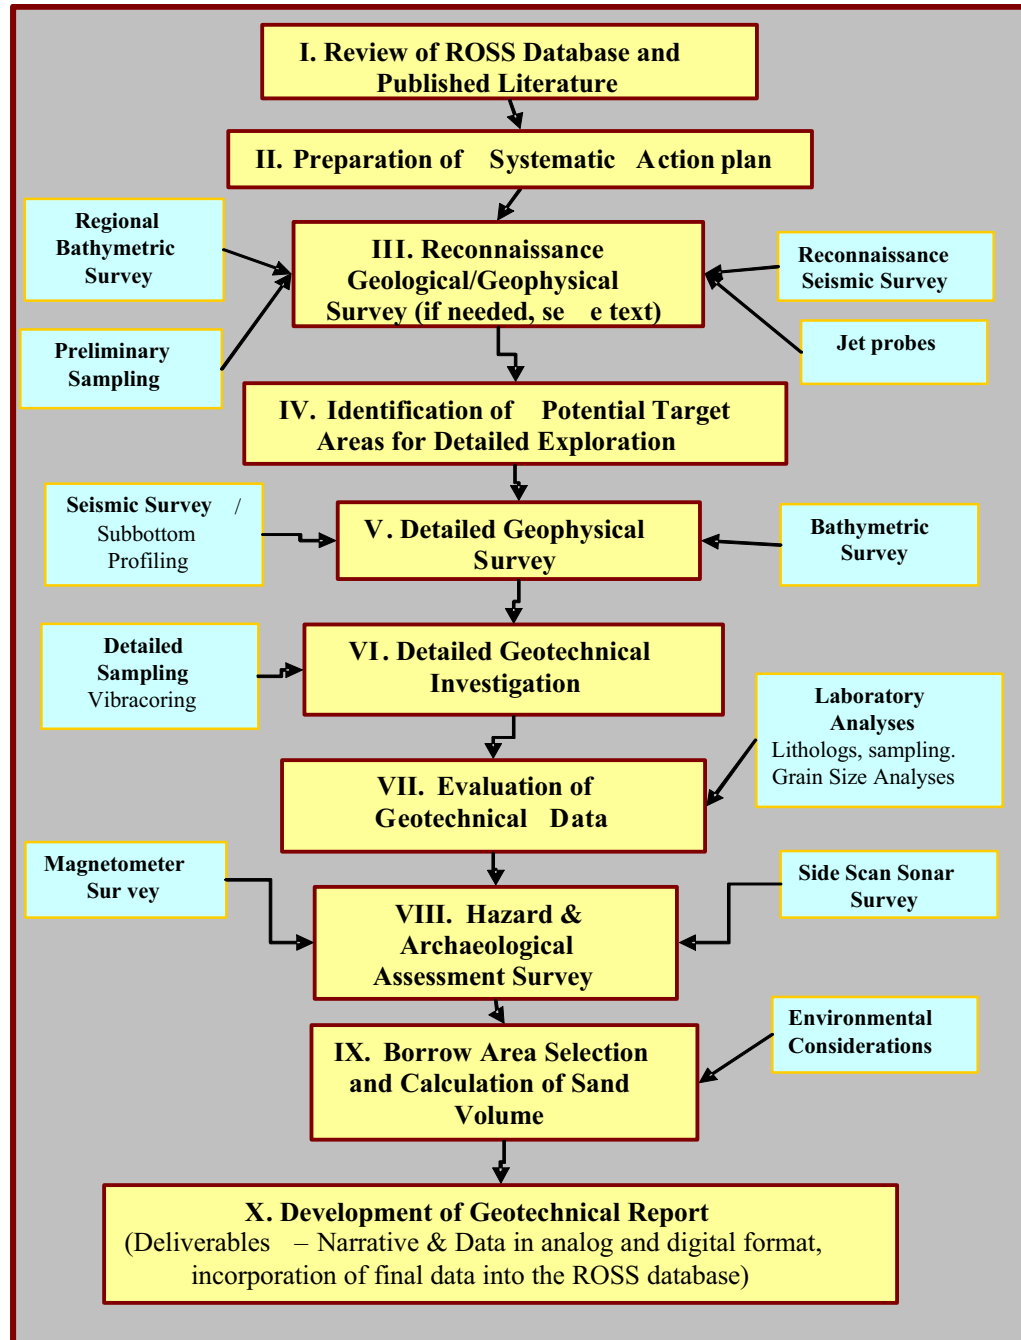 I. Review of ROSS Database and
Published Literature
II. Preparation of Systematic Action plan
Regional
Bathymetric
Survey
III. Reconnaissance
Geological/Geophysical
Survey (if needed, se e text)
Reconnaissance
Seismic Survey
Preliminary
Sampling
Jet probes
IV. Identification of Potential Target
Areas for Detailed Exploration
Seismic Survey /
Subbottom
Profiling
V. Detailed Geophysical
Survey
Bathymetric
Survey
Detailed
Sampling
Vibracoring
VI. Detailed Geotechnical
Investigation
Laboratory
Analyses
Lithologs, sampling.
Grain Size Analyses
VII. Evaluation of
Geotechnical Data
Magnetometer
Sur vey
VIII. Hazard &
Archaeological
Assessment Survey
Side Scan Sonar
Survey
IX. Borrow Area Selection
and Calculation of Sand
Volume
Environmental
Considerations
X. Development of Geotechnical Report
(Deliverables – Narrative & Data in analog and digital format,
incorporation of final data into the ROSS database)